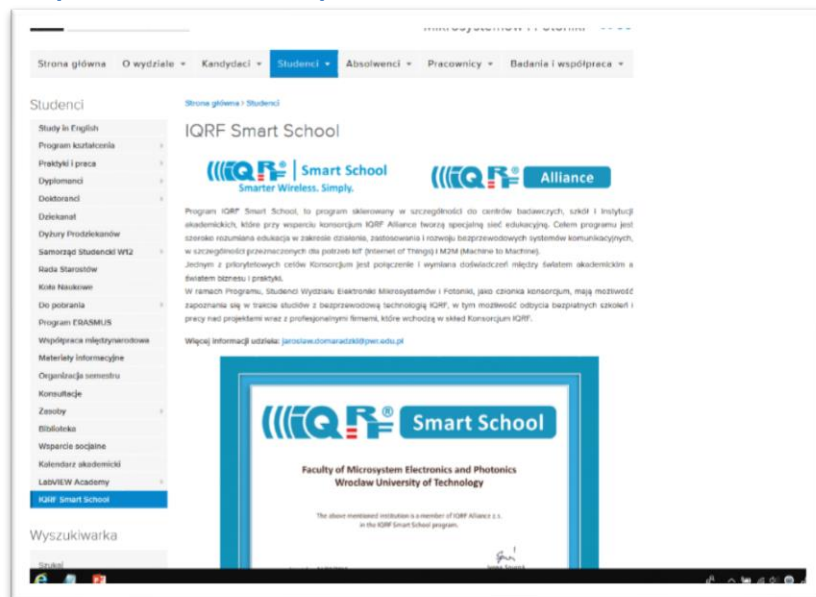 Mikrosystemów i Fotoniki
Strona główna O wydziale Kandydaci Studenci Absolwenci Pracownicy Badania i współpraca
Studenci
Study in English
Program kształcenia
Praktyki i praca
Dyplomanci
Doktoranci
Dziekanat
Dyżury Prodziekanów
Samorząd Studencki W12
Rada Starostów
Koła Naukowe
Do pobrania
Program ERASMUS
Współpraca międzynarodowa
Materiały informacyjne
Organizacja semestru
Konsultacje
Zasoby
Biblioteka
Wsparcie socjalne
Kalendarz akademicki
LabVIEW Academy
IQRF Smart School
Wyszukiwarka
Szukaj
Strona główna > Studenci
IQRF Smart School
IQRF® Smart School
Smarter Wireless. Simply.
IQRF® Alliance
Program IQRF Smart School, to program skierowany w szczególności do centrów badawczych, szkół i instytucji
akademickich, które przy wsparciu konsorcjum IQRF Alliance tworzą specjalną sieć edukacyjną. Celem programu jest
szeroko rozumiana edukacja w zakresie działania, zastosowania i rozwoju bezprzewodowych systemów komunikacyjnych,
w szczególności przeznaczonych dla potrzeb IoT (Internet of Things) i M2M (Machine to Machine).
Jednym z priorytetowych celów Konsorcjum jest połączenie i wymiana doświadczeń między światem akademickim a
światem biznesu i praktyki.
W ramach Programu, Studenci Wydziału Elektroniki Mikrosystemów i Fotoniki, jako członka konsorcjum, mają możliwość
zapoznania się w trakcie studiów z bezprzewodową technologią IQRF, w tym możliwość odbycia bezpłatnych szkoleń i
pracy nad projektami wraz z profesjonalnymi firmami, które wchodzą w skład Konsorcjum IQRF.
Więcej informacji udziela: jaroslaw.domaradzki@pwr.edu.pl
IQRF® Smart School
Faculty of Microsystem Electronics and Photonics
Wroclaw University of Technology
The above mentioned institution is a member of IQRF Alliance z.s.
in the IQRF Smart School program.